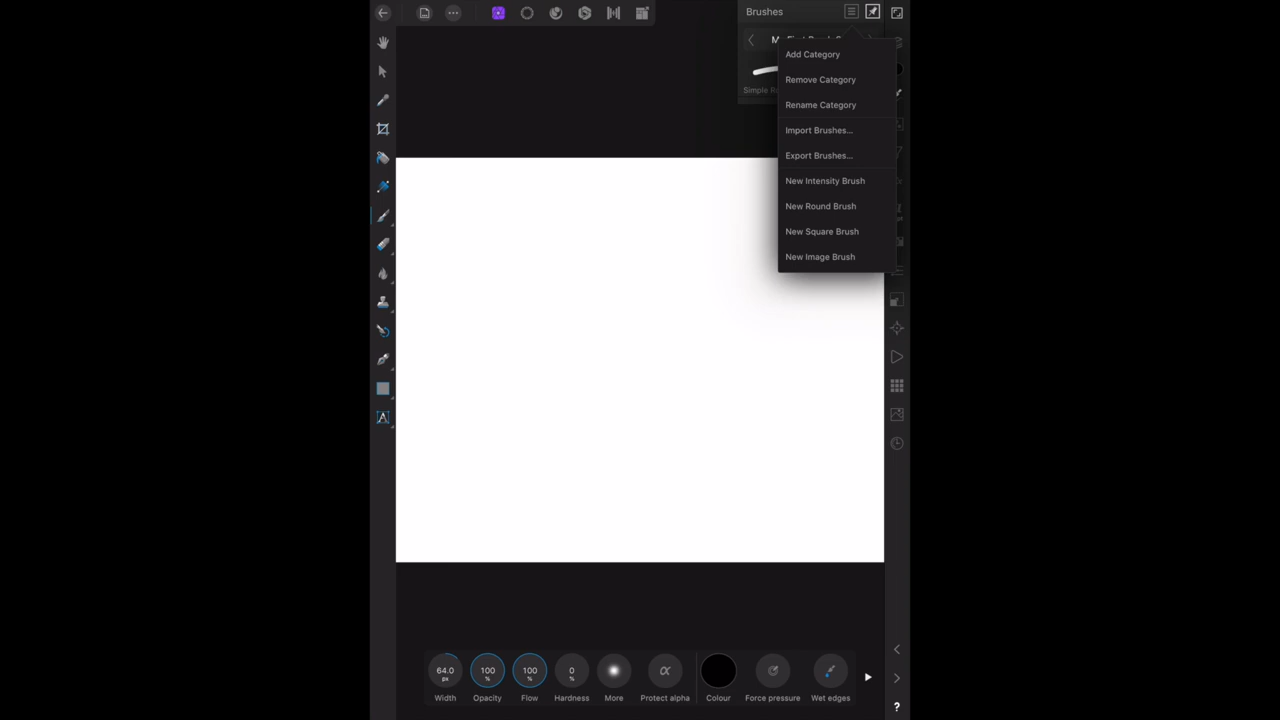 Brushes
Simple
Add Category
Remove Category
Rename Category
Import Brushes...
Export Brushes...
New Intensity Brush
New Round Brush
New Square Brush
New Image Brush
A
64.0 px
100 %
100 %
0 %
α
Width
Opacity
Flow
Hardness
More
Protect alpha
Colour
Force pressure
Wet edges
?